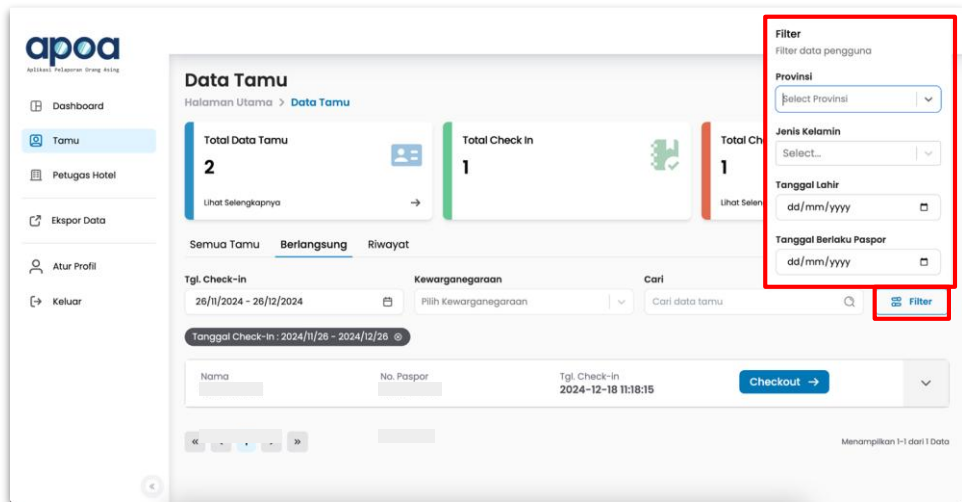 apoa
Aplikasi Pelaporan Orang Asing
Dashboard
Tamu
Petugas Hotel
Ekspor Data
Atur Profil
Keluar
Data Tamu
Halaman Utama > Data Tamu
Total Data Tamu
2
Lihat Selengkapnya →
Total Check In
1
Total Ch
1
Lihat Selen
Filter
Filter data pengguna
Provinsi
Select Provinsi
Jenis Kelamin
Select...
Tanggal Lahir
dd/mm/yyyy
Tanggal Berlaku Paspor
dd/mm/yyyy
Semua Tamu Berlangsung Riwayat
Tgl. Check-in Kewarganegaraan Cari
26/11/2024 - 26/12/2024 Pilih Kewarganegaraan Cari data tamu Filter
Tanggal Check-In : 2024/11/26 - 2024/12/26 ⊗
Nama No. Paspor Tgl. Check-in
2024-12-18 11:18:15
Checkout →
« »
Menampilkan 1-1 dari 1 Data
«